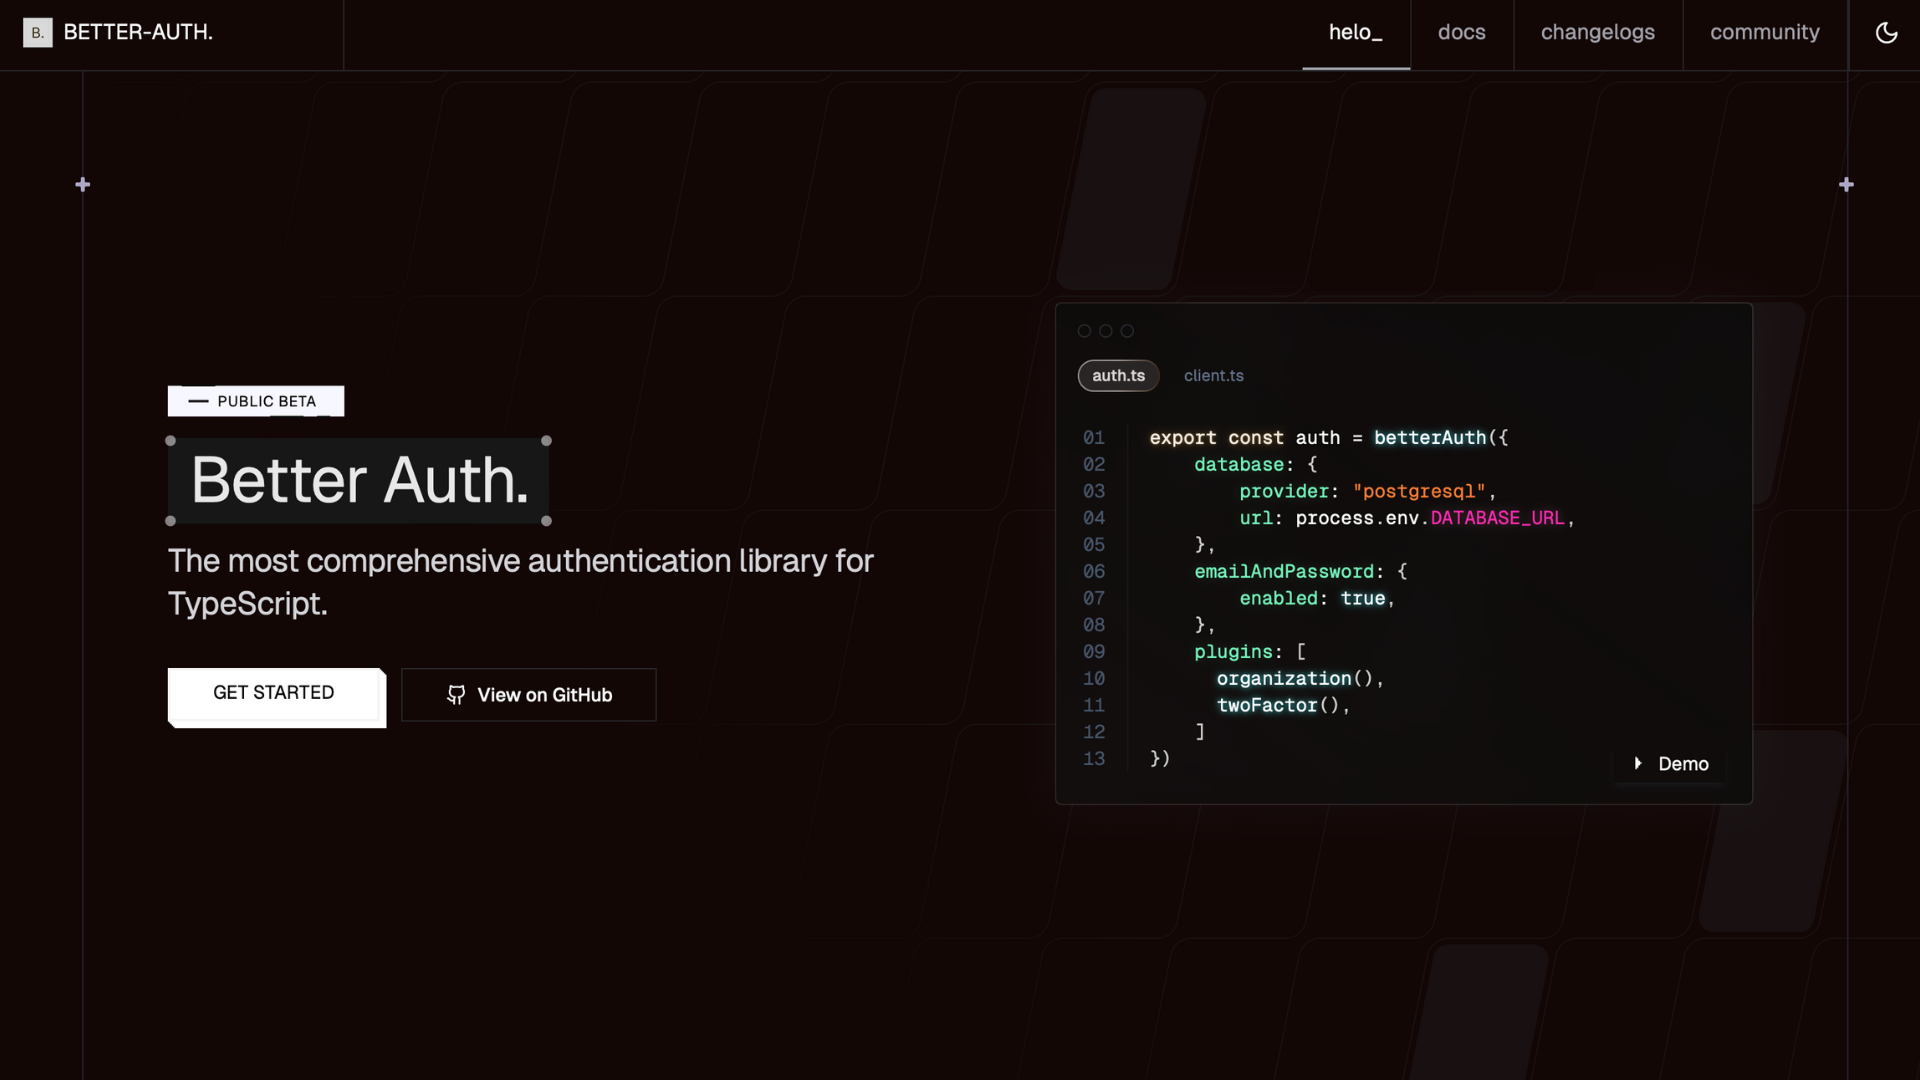 B. BETTER-AUTH.
helo_
docs
changelogs
community
PUBLIC BETA
Better Auth.
The most comprehensive authentication library for
TypeScript.
GET STARTED
View on GitHub
auth.ts
client.ts
01 export const auth = betterAuth({
02     database: {
03         provider: "postgresql",
04         url: process.env.DATABASE_URL,
05     },
06     emailAndPassword: {
07         enabled: true,
08     },
09     plugins: [
10       organization(),
11       twoFactor(),
12     ]
13 })
Demo